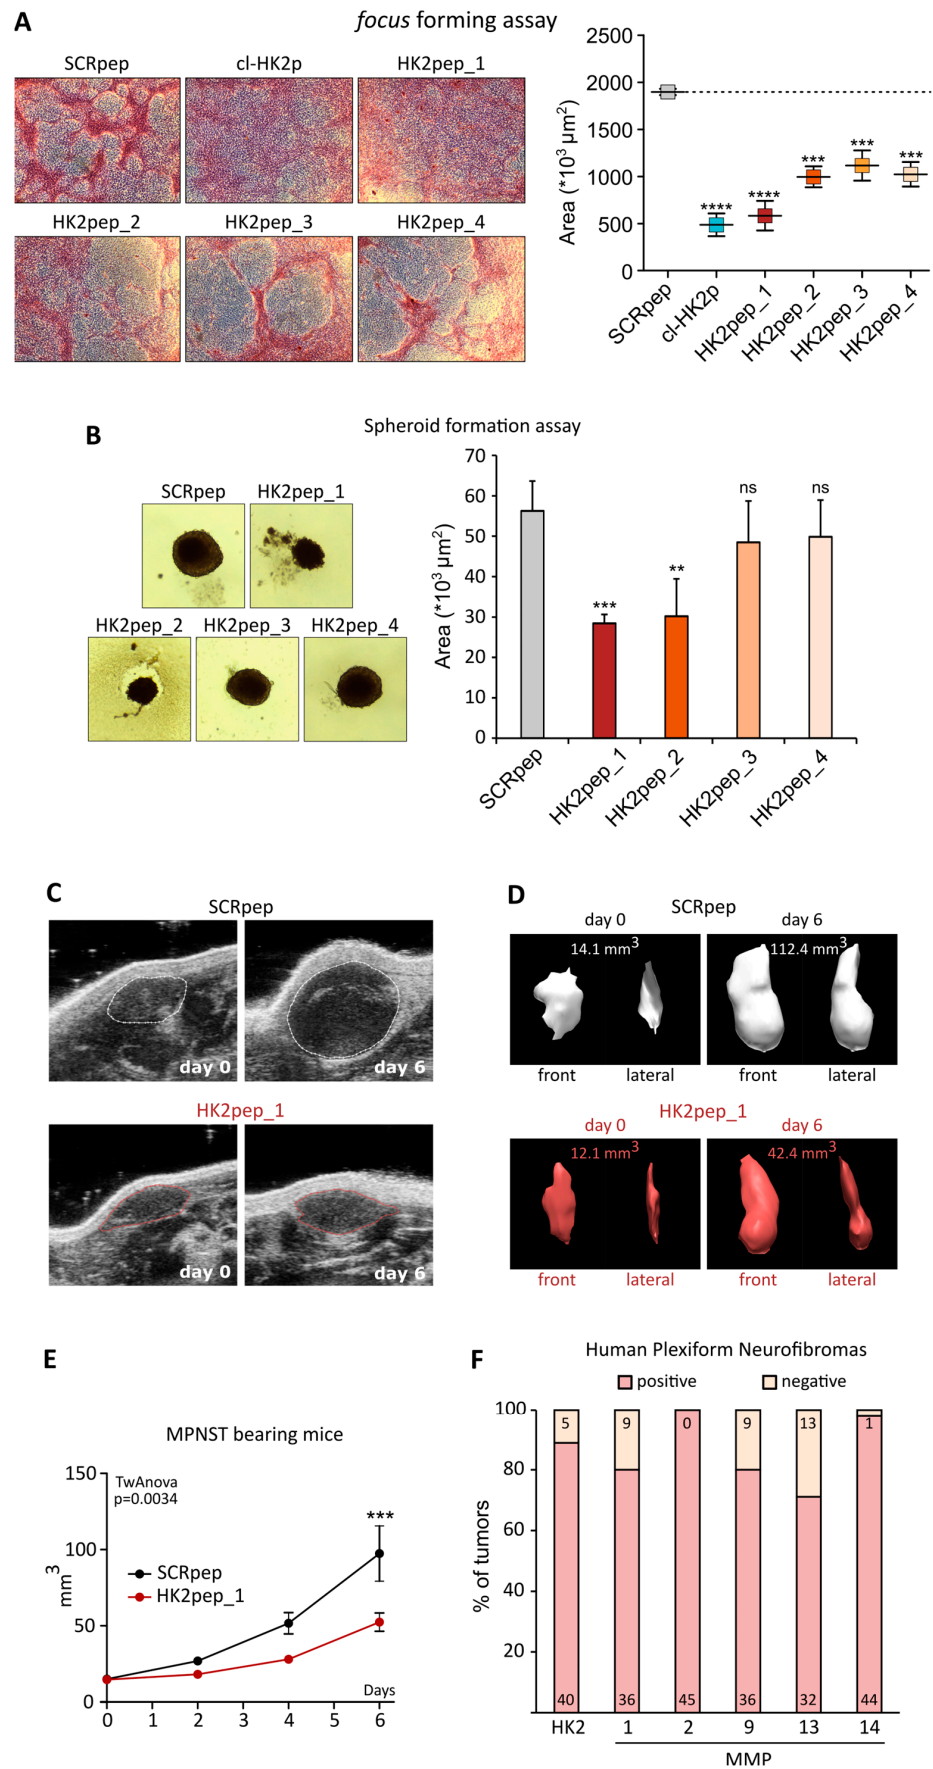 A
focus forming assay
SCRpep
cl-HK2p
HK2pep_1
HK2pep_2
HK2pep_3
HK2pep_4
Area (*10³ µm²)
2500
2000
1500
1000
500
0
****
****
***
***
***
SCRpep
cl-HK2p
HK2pep_1
HK2pep_2
HK2pep_3
HK2pep_4
B
Spheroid formation assay
SCRpep
HK2pep_1
HK2pep_2
HK2pep_3
HK2pep_4
Area (*10³ µm²)
70
60
50
40
30
20
10
0
***
**
ns
ns
SCRpep
HK2pep_1
HK2pep_2
HK2pep_3
HK2pep_4
C
SCRpep
day 0
day 6
HK2pep_1
day 0
day 6
D
SCRpep
day 0
day 6
14.1 mm³
112.4 mm³
front
lateral
front
lateral
HK2pep_1
day 0
day 6
12.1 mm³
42.4 mm³
front
lateral
front
lateral
E
MPNST bearing mice
TwAnova
p=0.0034
***
SCRpep
HK2pep_1
mm³
150
100
50
0
Days
0 1 2 3 4 5 6
F
Human Plexiform Neurofibromas
positive
negative
% of tumors
100
80
60
40
20
5 9 0 9 13 1
40 36 45 36 32 44
HK2 1 2 9 13 14
MMP